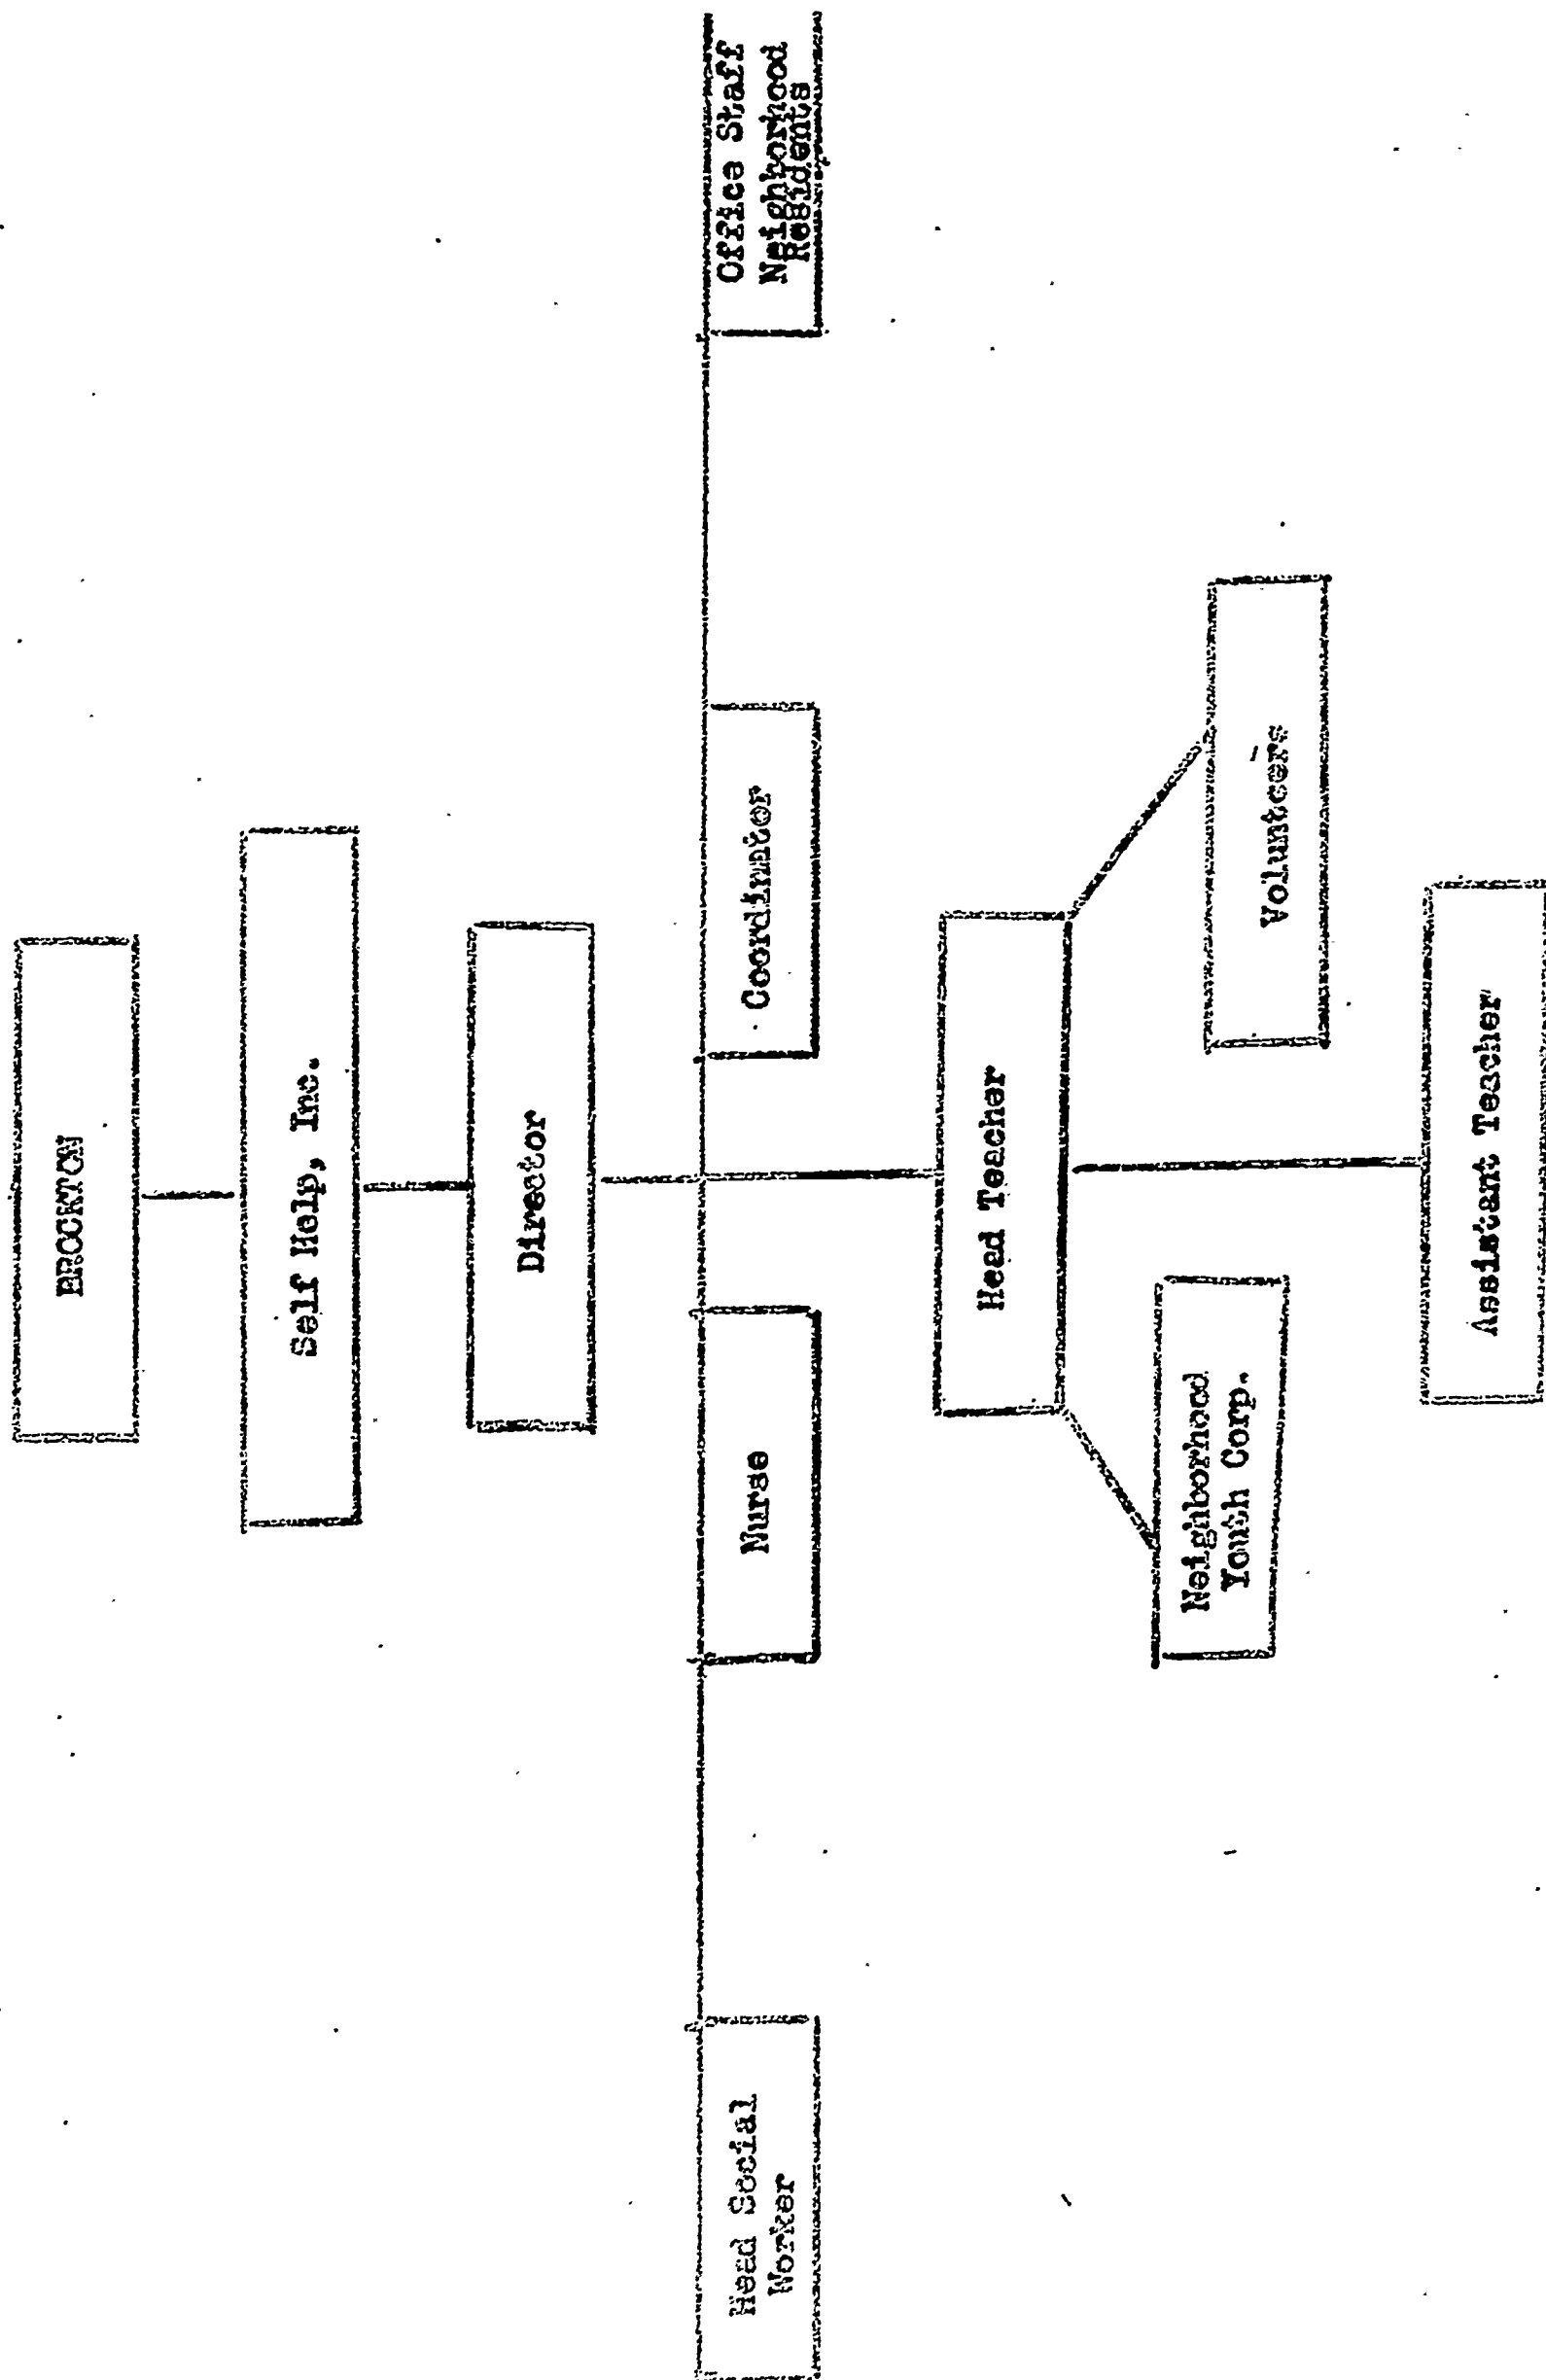 BROCKTON
Self Help, Inc.
Director
Head Social
Worker
Nurse
Coordinator
Office Staff
Neighborhood
Residents
Head Teacher
Neighborhood
Youth Corp.
Volunteers
Assistant Teacher